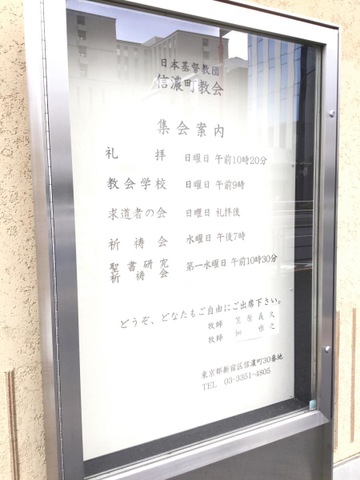 日本基督教団
信濃町教会
集会案内
礼拝 日曜日 午前10時20分
教会学校 日曜日 午前9時
求道者の会 日曜日 礼拝後
祈祷会 水曜日 午後7時
聖書研究
祈祷会 第一水曜日 午前10時30分
どうぞ、どなたもご自由にご出席下さい。
牧師 笠原義久
牧師 雅之
東京都新宿区信濃町30番地
TEL 03-3351-4805